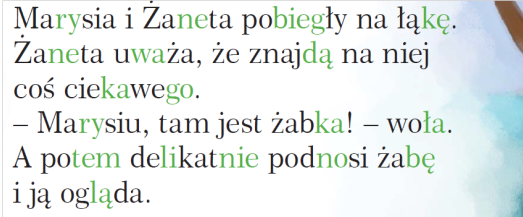 Marysia i Żaneta pobiegły na łąkę.
Żaneta uważa, że znajdą na niej
coś ciekawego.
– Marysiu, tam jest żabka! – woła.
A potem delikatnie podnosi żabę
i ją ogląda.